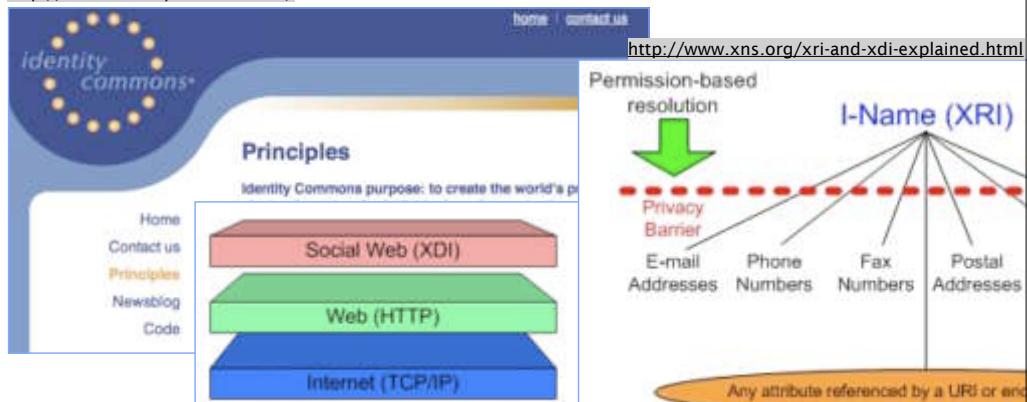 home | contact us
identity
commons
Principles
Identity Commons purpose: to create the world's
Home
Contact us
Principles
Newsblog
Code
Social Web (XDI)
Web (HTTP)
Internet (TCP/IP)
http://www.xns.org/xri-and-xdi-explained.html
Permission-based
resolution
I-Name (XRI)
Privacy
Barrier
E-mail
Addresses
Phone
Numbers
Fax
Numbers
Postal
Addresses
Any attribute referenced by a URI or